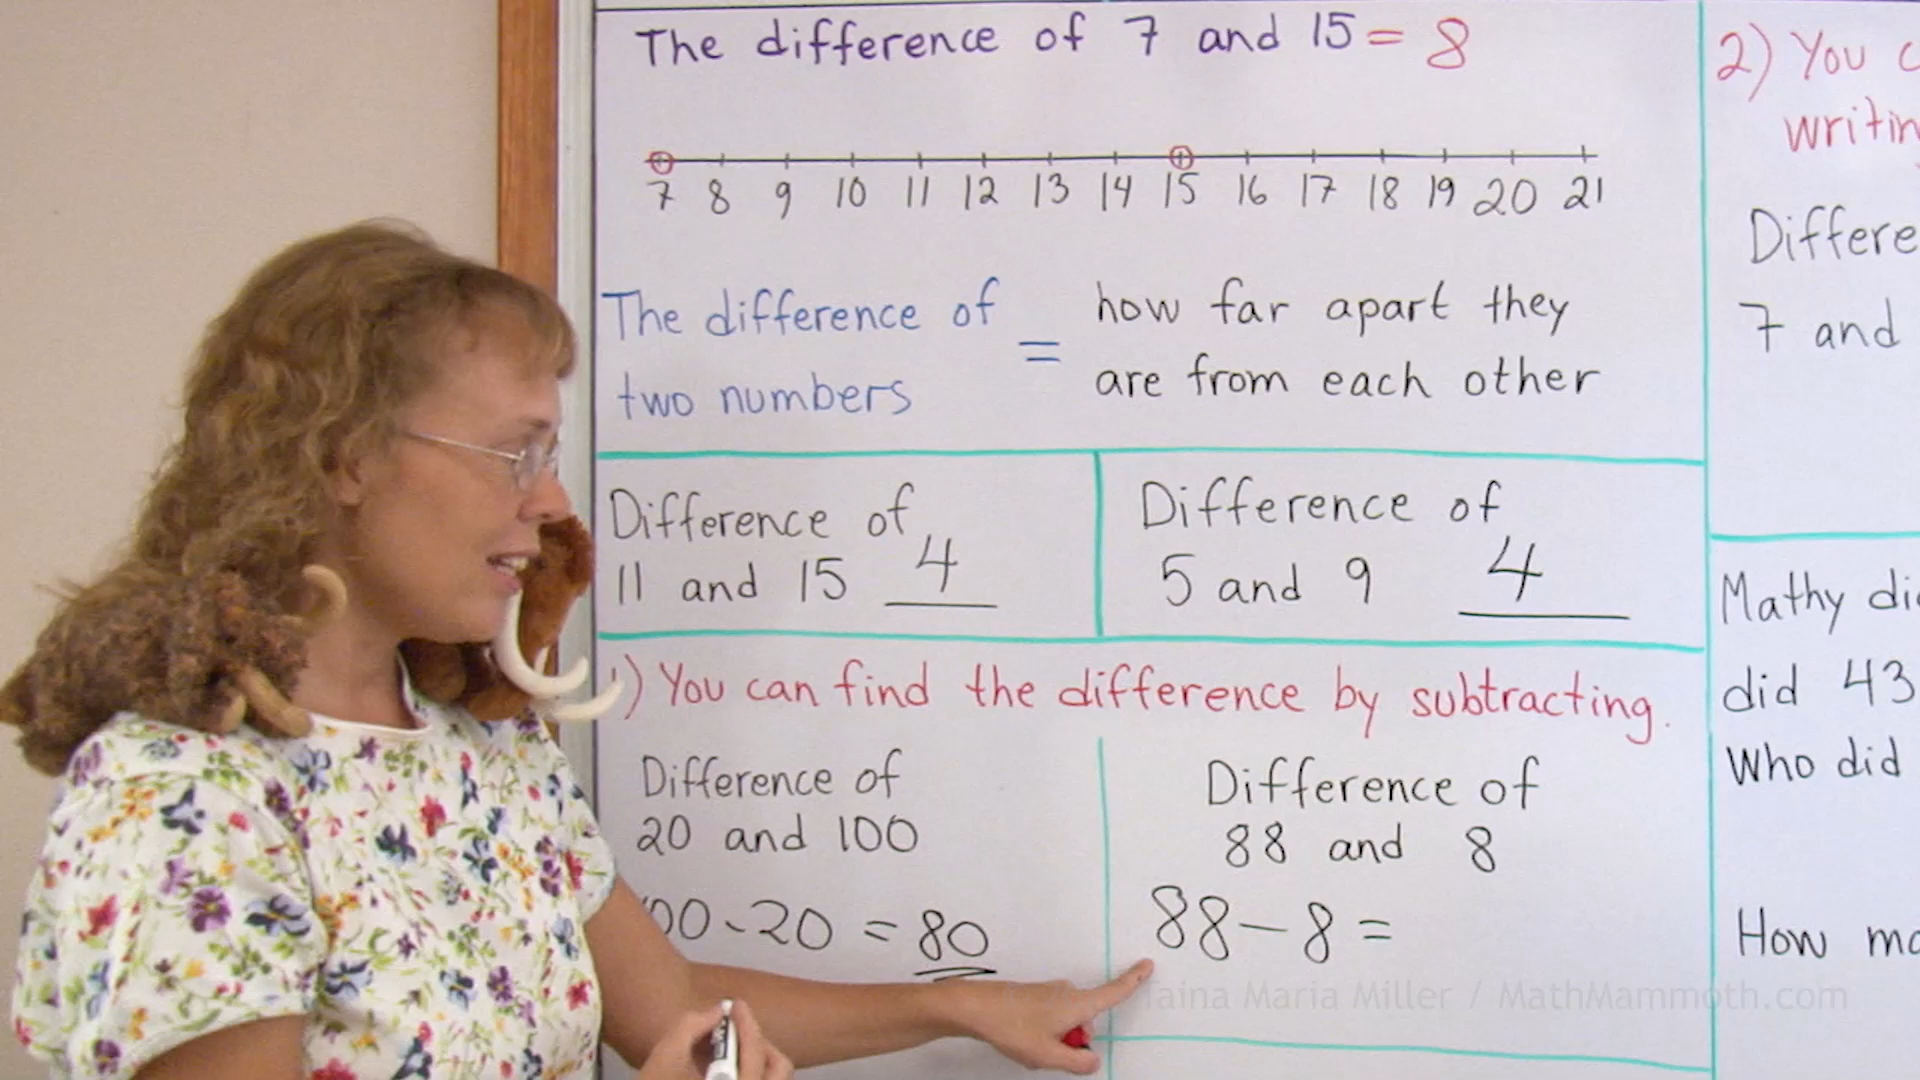 The difference of 7 and 15 = 8
7 8 9 10 11 12 13 14 15 16 17 18 19 20 21
The difference of
two numbers
=
how far apart they
are from each other
Difference of
11 and 15 4
Difference of
5 and 9 4
1) You can find the difference by subtracting.
Difference of
20 and 100
00-20 = 80
Difference of
88 and 8
88-8=
2) You
7 and
Mathy
did 43
Who did
How
Taina Maria Miller / MathMammoth.com